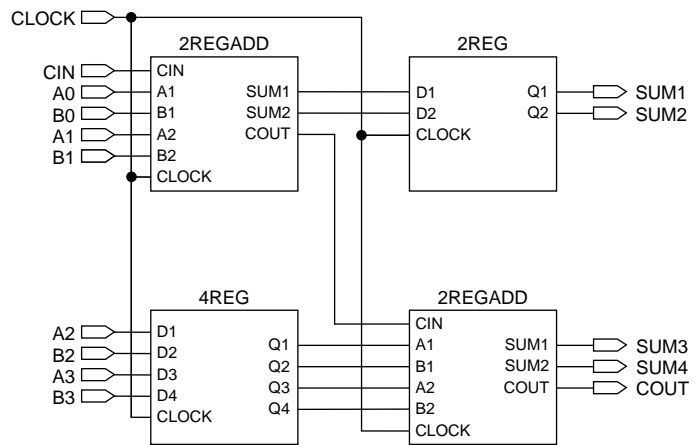 CLOCK
2REGADD
2REG
CIN CIN
A0 A1 SUM1 D1 Q1 SUM1
B0 B1 SUM2 D2 Q2 SUM2
A1 A2 COUT CLOCK
B1 B2
CLOCK
4REG
2REGADD
CIN
A2 D1 Q1 A1 SUM1 SUM3
B2 D2 Q2 B1 SUM2 SUM4
A3 D3 Q3 A2 COUT COUT
B3 D4 Q4 B2
CLOCK CLOCK